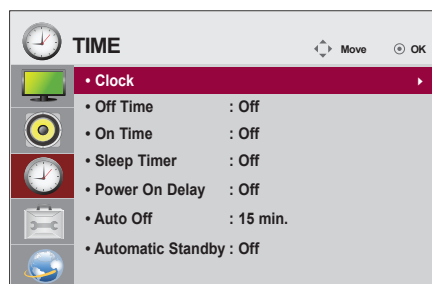 TIME
Move
OK
• Clock
• Off Time : Off
• On Time : Off
• Sleep Timer : Off
• Power On Delay : Off
• Auto Off : 15 min.
• Automatic Standby : Off